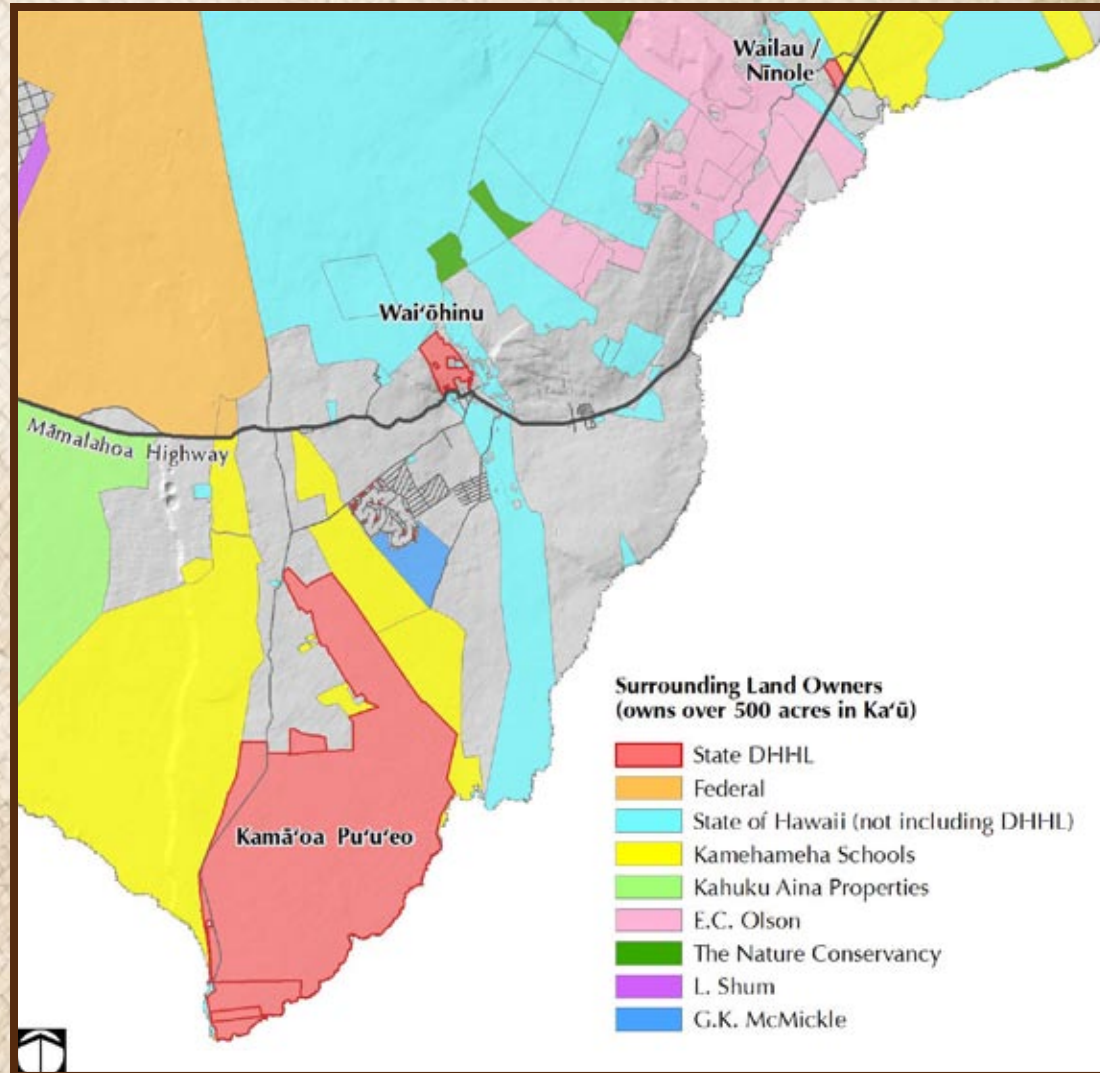 Wailau /
Nīnole
Wai‘ōhinu
Māmalahoa Highway
Kamā‘oa Pu‘u‘eo
Surrounding Land Owners
(owns over 500 acres in Ka‘ū)
State DHHL
Federal
State of Hawaii (not including DHHL)
Kamehameha Schools
Kahuku Aina Properties
E.C. Olson
The Nature Conservancy
L. Shum
G.K. McMickle